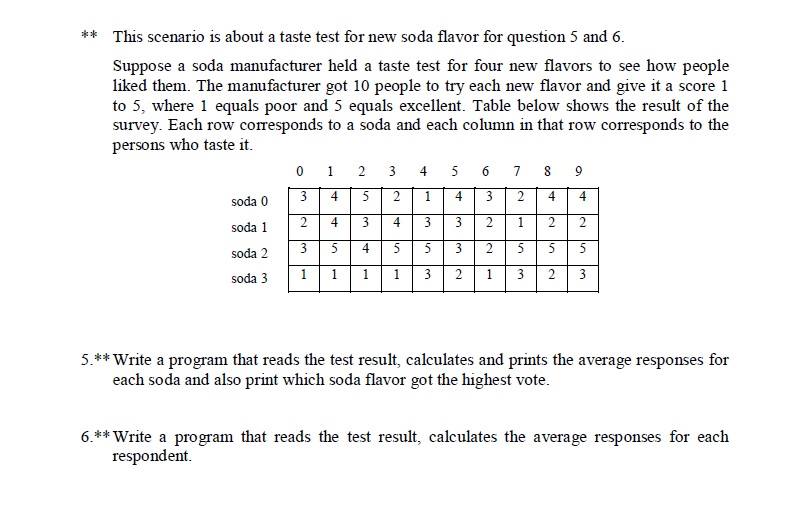 ** This scenario is about a taste test for new soda flavor for question 5 and 6.
Suppose a soda manufacturer held a taste test for four new flavors to see how people
liked them. The manufacturer got 10 people to try each new flavor and give it a score 1
to 5, where 1 equals poor and 5 equals excellent. Table below shows the result of the
survey. Each row corresponds to a soda and each column in that row corresponds to the
persons who taste it.
0 1 2 3 4 5 6 7 8 9
soda 0 3 4 5 2 1 4 3 2 4 4
soda 1 2 4 3 4 3 3 2 1 2 2
soda 2 3 5 4 5 5 3 2 5 5 5
soda 3 1 1 1 1 3 2 1 3 2 3
5.** Write a program that reads the test result, calculates and prints the average responses for
each soda and also print which soda flavor got the highest vote.
6.** Write a program that reads the test result, calculates the average responses for each
respondent.